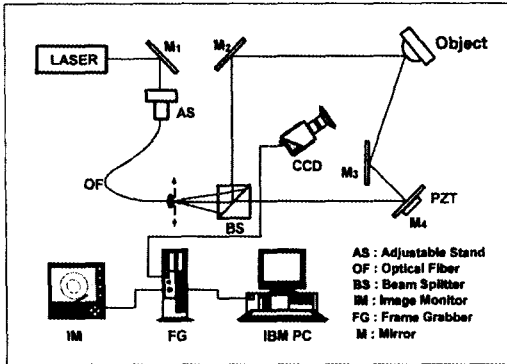 LASER
M1
M2
Object
AS
CCD
OF
M3
PZT
M4
BS
AS : Adjustable Stand
OF : Optical Fiber
BS : Beam Splitter
IM : Image Monitor
FG : Frame Grabber
M : Mirror
IM
FG
IBM PC